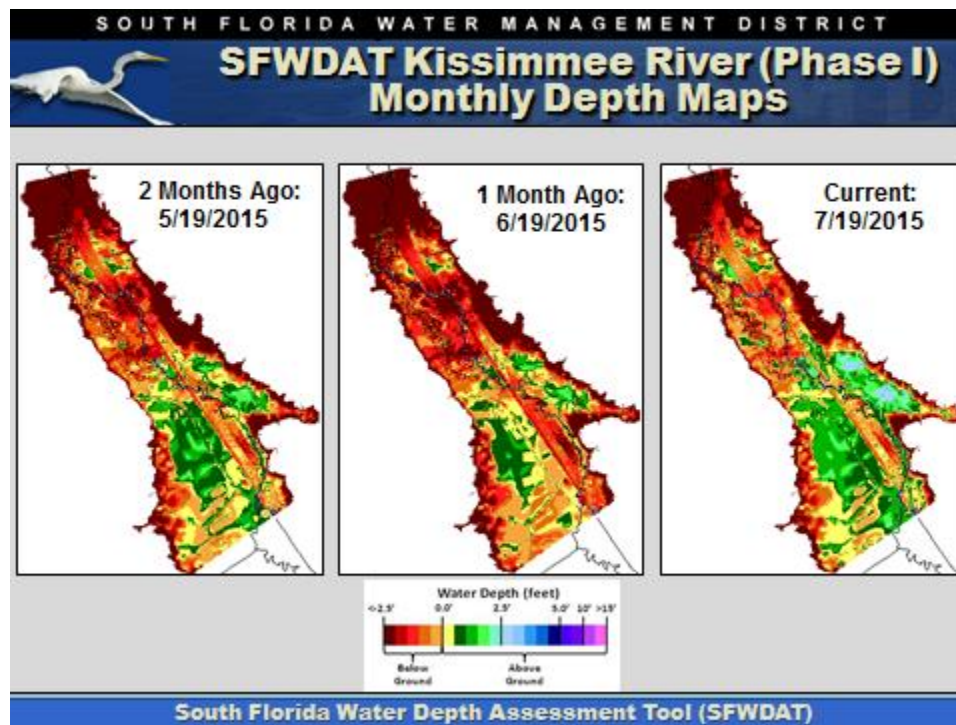 SOUTH FLORIDA WATER MANAGEMENT DISTRICT
SFWDAT Kissimmee River (Phase I)
Monthly Depth Maps
2 Months Ago:
5/19/2015
1 Month Ago:
6/19/2015
Current:
7/19/2015
Water Depth (feet)
<-2.5' 0.0' 2.5' 5.0' 10' >15'
Below
Ground
Above
Ground
South Florida Water Depth Assessment Tool (SFWDAT)